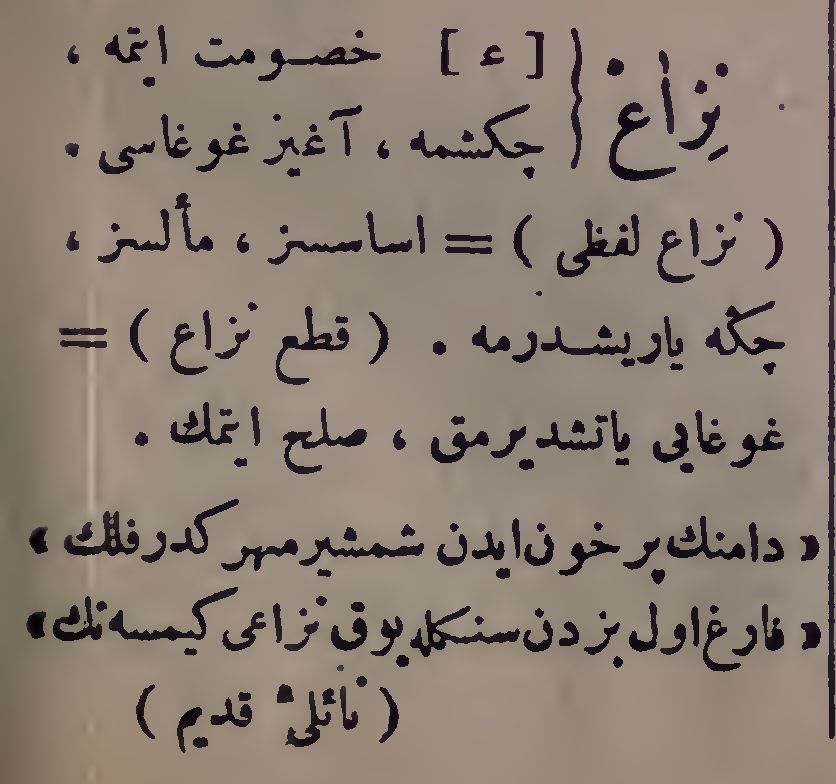 نِزاَغ } [ ء ] خصومت ایتمه ،
چکشمه ، آغیز غوغاسی .
( نزاع لفظی ) = اساسسز ، مألسز ،
چکه یاریشدرمه . ( قطع نزاع ) =
غوغایی یاتشدیرمق ، صلح ایتمك .
« دامنك پر خون ایدن شمشیر مهر کدر فلك »
« فارغ اول بزدن سنکله یوق نزاعی کیمسه نك »
( نائلیٔ قدیم )